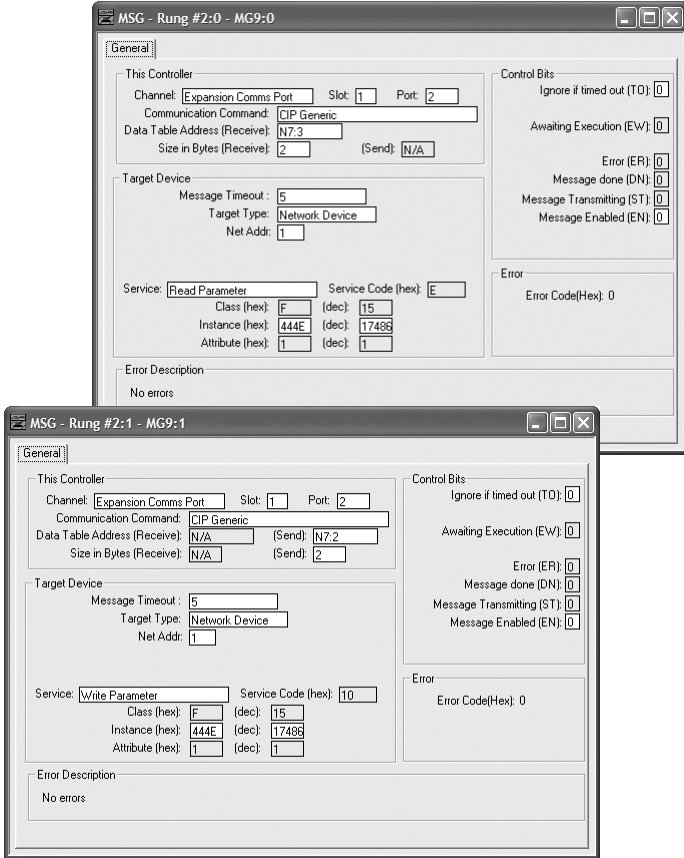 MSG - Rung #2:0 - MG9:0
General
This Controller
Channel: Expansion Comms Port Slot: 1 Port: 2
Communication Command: CIP Generic
Data Table Address (Receive): N7:3
Size in Bytes (Receive): 2 (Send): N/A
Target Device
Message Timeout : 5
Target Type: Network Device
Net Addr: 1
Service: Read Parameter Service Code (hex): E
Class (hex): F (dec): 15
Instance (hex): 444E (dec): 17486
Attribute (hex): 1 (dec): 1
Control Bits
Ignore if timed out (TO): 0
Awaiting Execution (EW): 0
Error (ER): 0
Message done (DN): 0
Message Transmitting (ST): 0
Message Enabled (EN): 0
Error
Error Code(Hex): 0
Error Description
No errors
MSG - Rung #2:1 - MG9:1
General
This Controller
Channel: Expansion Comms Port Slot: 1 Port: 2
Communication Command: CIP Generic
Data Table Address (Receive): N/A (Send): N7:2
Size in Bytes (Receive): N/A (Send): 2
Target Device
Message Timeout : 5
Target Type: Network Device
Net Addr: 1
Service: Write Parameter Service Code (hex): 10
Class (hex): F (dec): 15
Instance (hex): 444E (dec): 17486
Attribute (hex): 1 (dec): 1
Control Bits
Ignore if timed out (TO): 0
Awaiting Execution (EW): 0
Error (ER): 0
Message done (DN): 0
Message Transmitting (ST): 0
Message Enabled (EN): 0
Error
Error Code(Hex): 0
Error Description
No errors